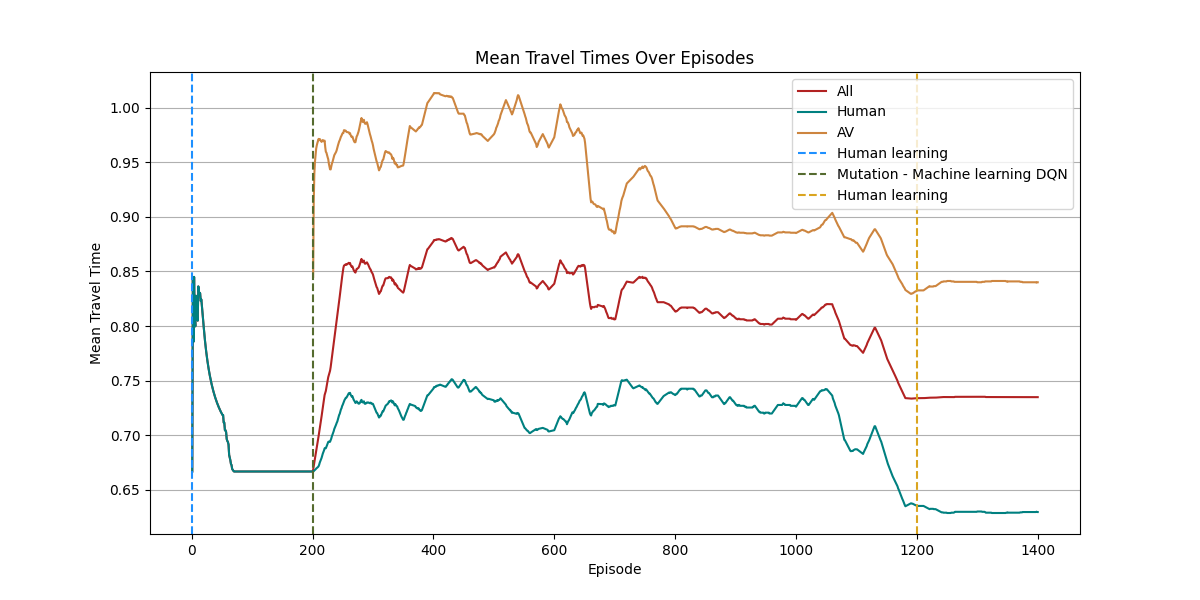 Mean Travel Times Over Episodes
Mean Travel Time
1.00
0.95
0.90
0.85
0.80
0.75
0.70
0.65
All
Human
AV
Human learning
Mutation - Machine learning DQN
Human learning
0 200 400 600 800 1000 1200 1400
Episode